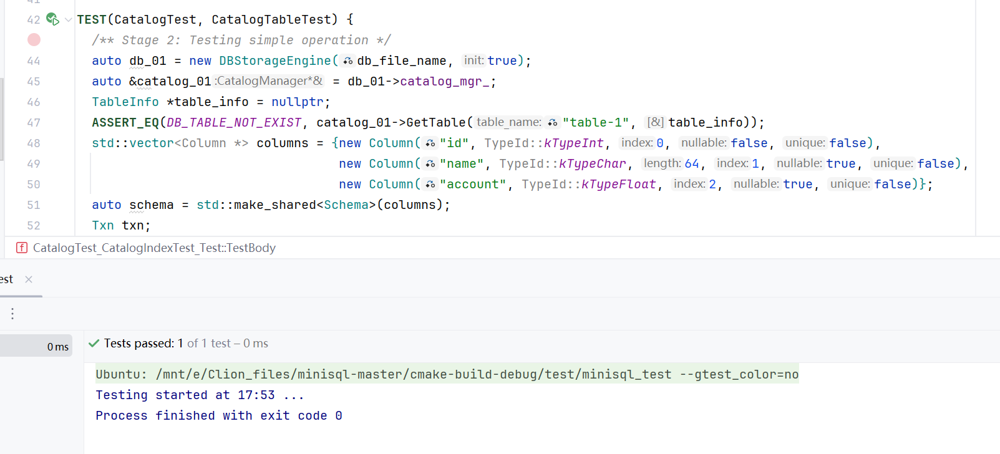 41
42 TEST(CatalogTest, CatalogTableTest) {
/** Stage 2: Testing simple operation */
44 auto db_01 = new DBStorageEngine(db_file_name, init: true);
45 auto &catalog_01 :CatalogManager*& = db_01->catalog_mgr_;
46 TableInfo *table_info = nullptr;
47 ASSERT_EQ(DB_TABLE_NOT_EXIST, catalog_01->GetTable(table_name: "table-1", [&] table_info));
48 std::vector<Column *> columns = {new Column("id", TypeId::kTypeInt, index: 0, nullable: false, unique: false),
49 new Column("name", TypeId::kTypeChar, length: 64, index: 1, nullable: true, unique: false),
50 new Column("account", TypeId::kTypeFloat, index: 2, nullable: true, unique: false)};
51 auto schema = std::make_shared<Schema>(columns);
52 Txn txn;
f CatalogTest_CatalogIndexTest_Test::TestBody
est ×
0 ms
Tests passed: 1 of 1 test – 0 ms
Ubuntu: /mnt/e/Clion_files/minisql-master/cmake-build-debug/test/minisql_test --gtest_color=no
Testing started at 17:53 ...
Process finished with exit code 0